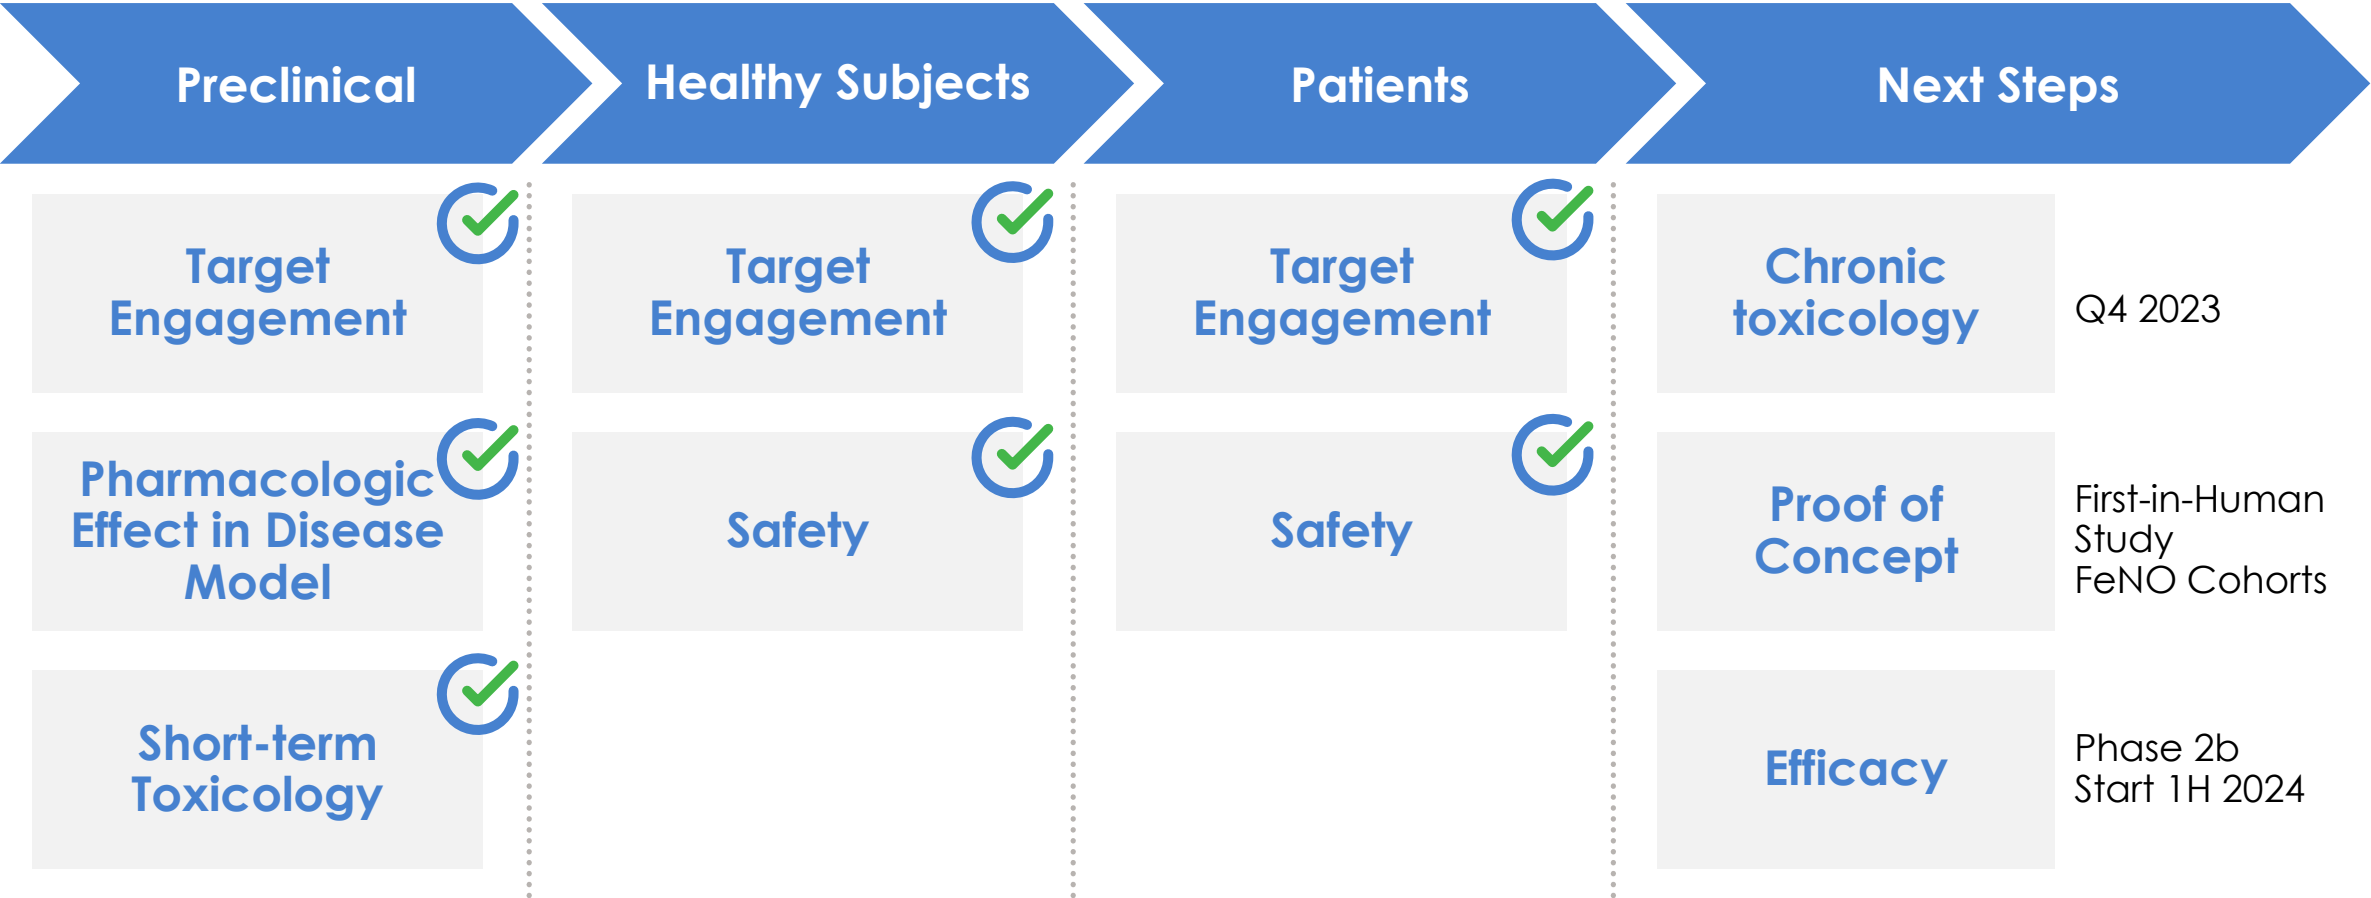 Preclinical
Healthy Subjects
Patients
Next Steps
Target
Engagement
Pharmacologic
Effect in Disease
Model
Short-term
Toxicology
Target
Engagement
Safety
Target
Engagement
Safety
Chronic
toxicology
Q4 2023
Proof of
Concept
First-in-Human
Study
FeNO Cohorts
Efficacy
Phase 2b
Start 1H 2024